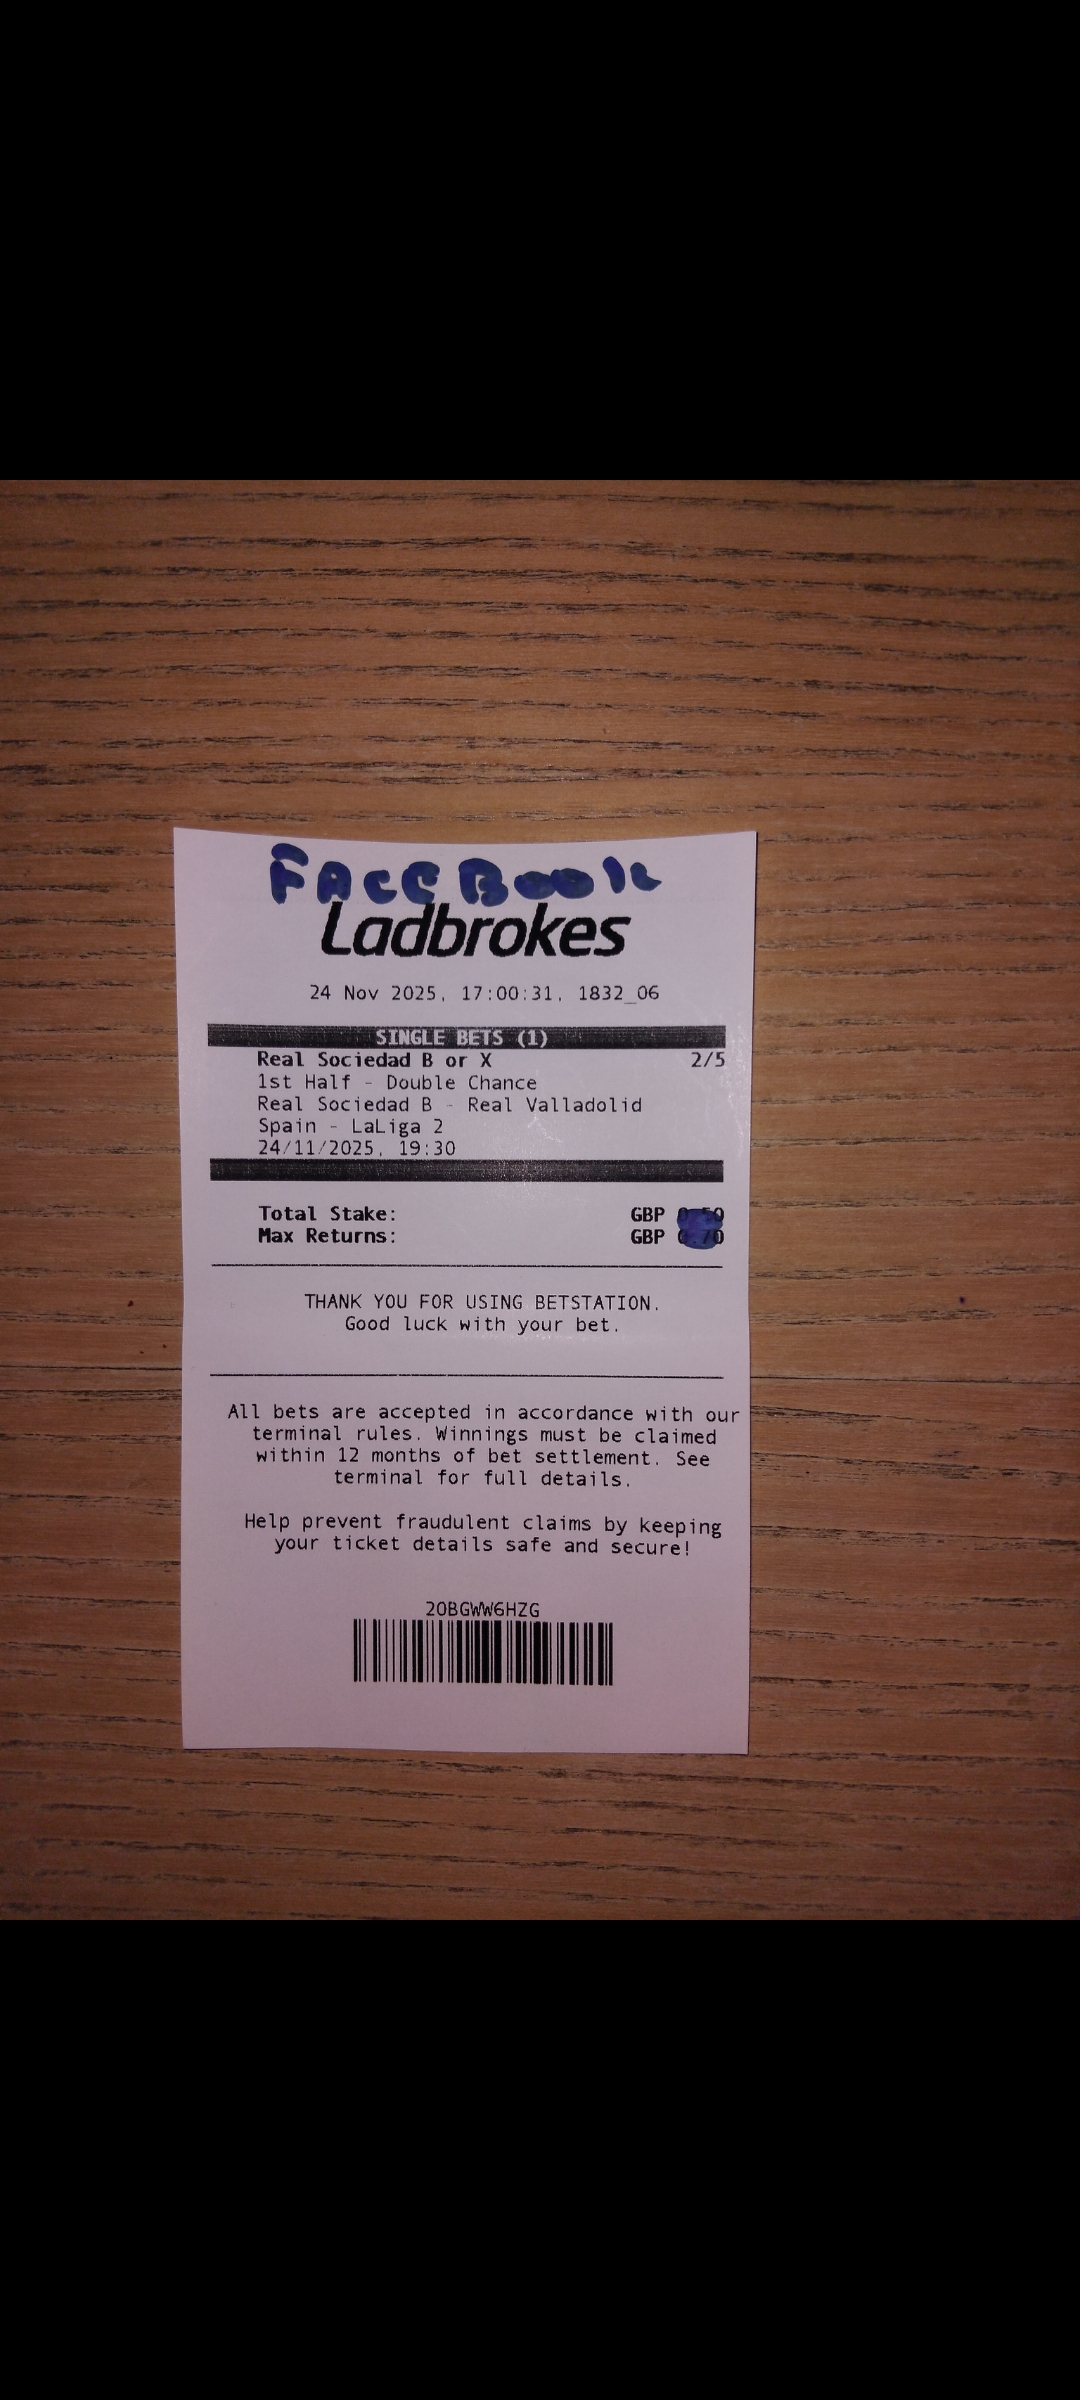 FACE BOOK
Ladbrokes
24 Nov 2025, 17:00:31, 1832_06
SINGLE BETS (1)
Real Sociedad B or X 2/5
1st Half - Double Chance
Real Sociedad B - Real Valladolid
Spain - LaLiga 2
24/11/2025, 19:30
Total Stake: GBP
Max Returns: GBP
THANK YOU FOR USING BETSTATION.
Good luck with your bet.
All bets are accepted in accordance with our
terminal rules. Winnings must be claimed
within 12 months of bet settlement. See
terminal for full details.
Help prevent fraudulent claims by keeping
your ticket details safe and secure!
20BGWW6HZG